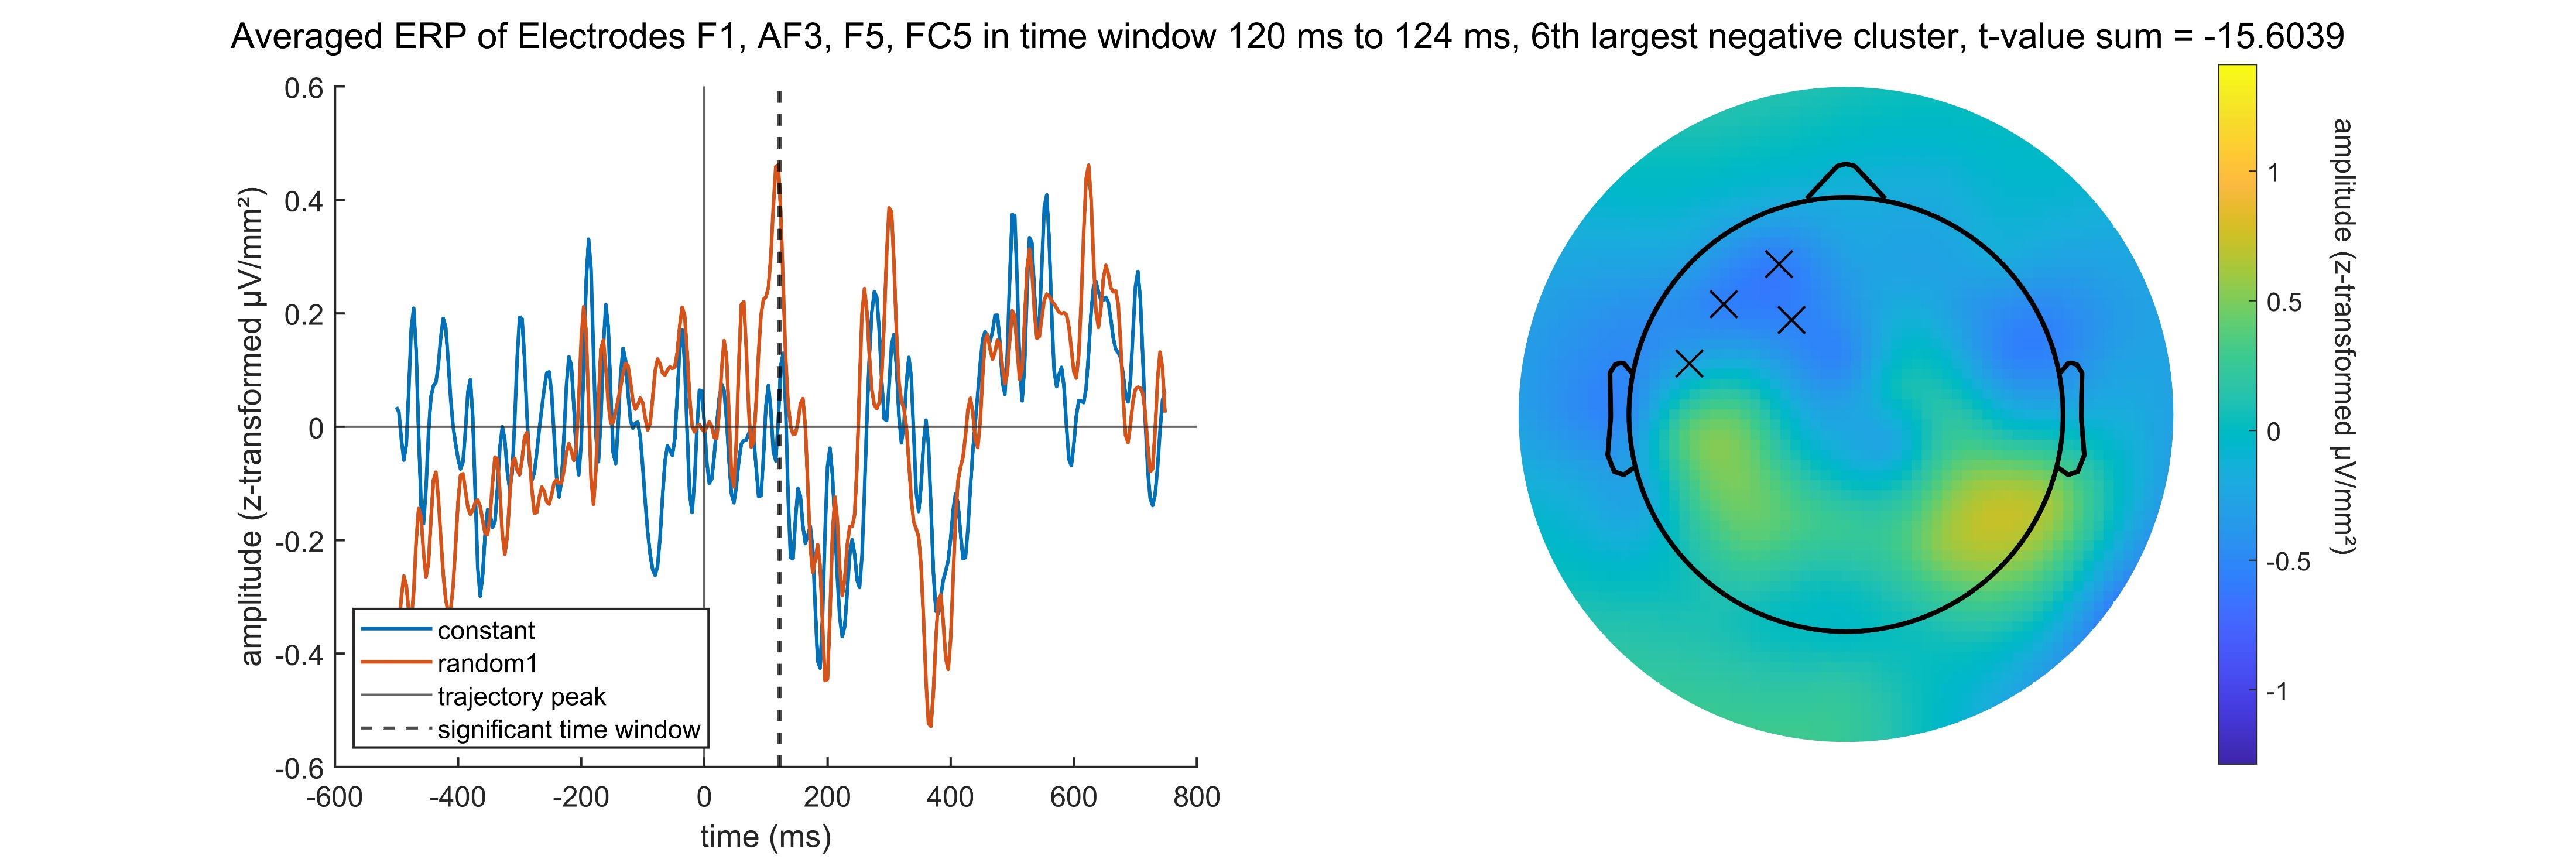 Averaged ERP of Electrodes F1, AF3, F5, FC5 in time window 120 ms to 124 ms, 6th largest negative cluster, t-value sum = -15.6039
amplitude (z-transformed µV/mm²)
0.6
0.4
0.2
0
-0.2
-0.4
-0.6
constant
random1
trajectory peak
significant time window
-600
-400
-200
0
200
400
600
800
time (ms)
1
0.5
0
-0.5
-1
amplitude (z-transformed µV/mm²)